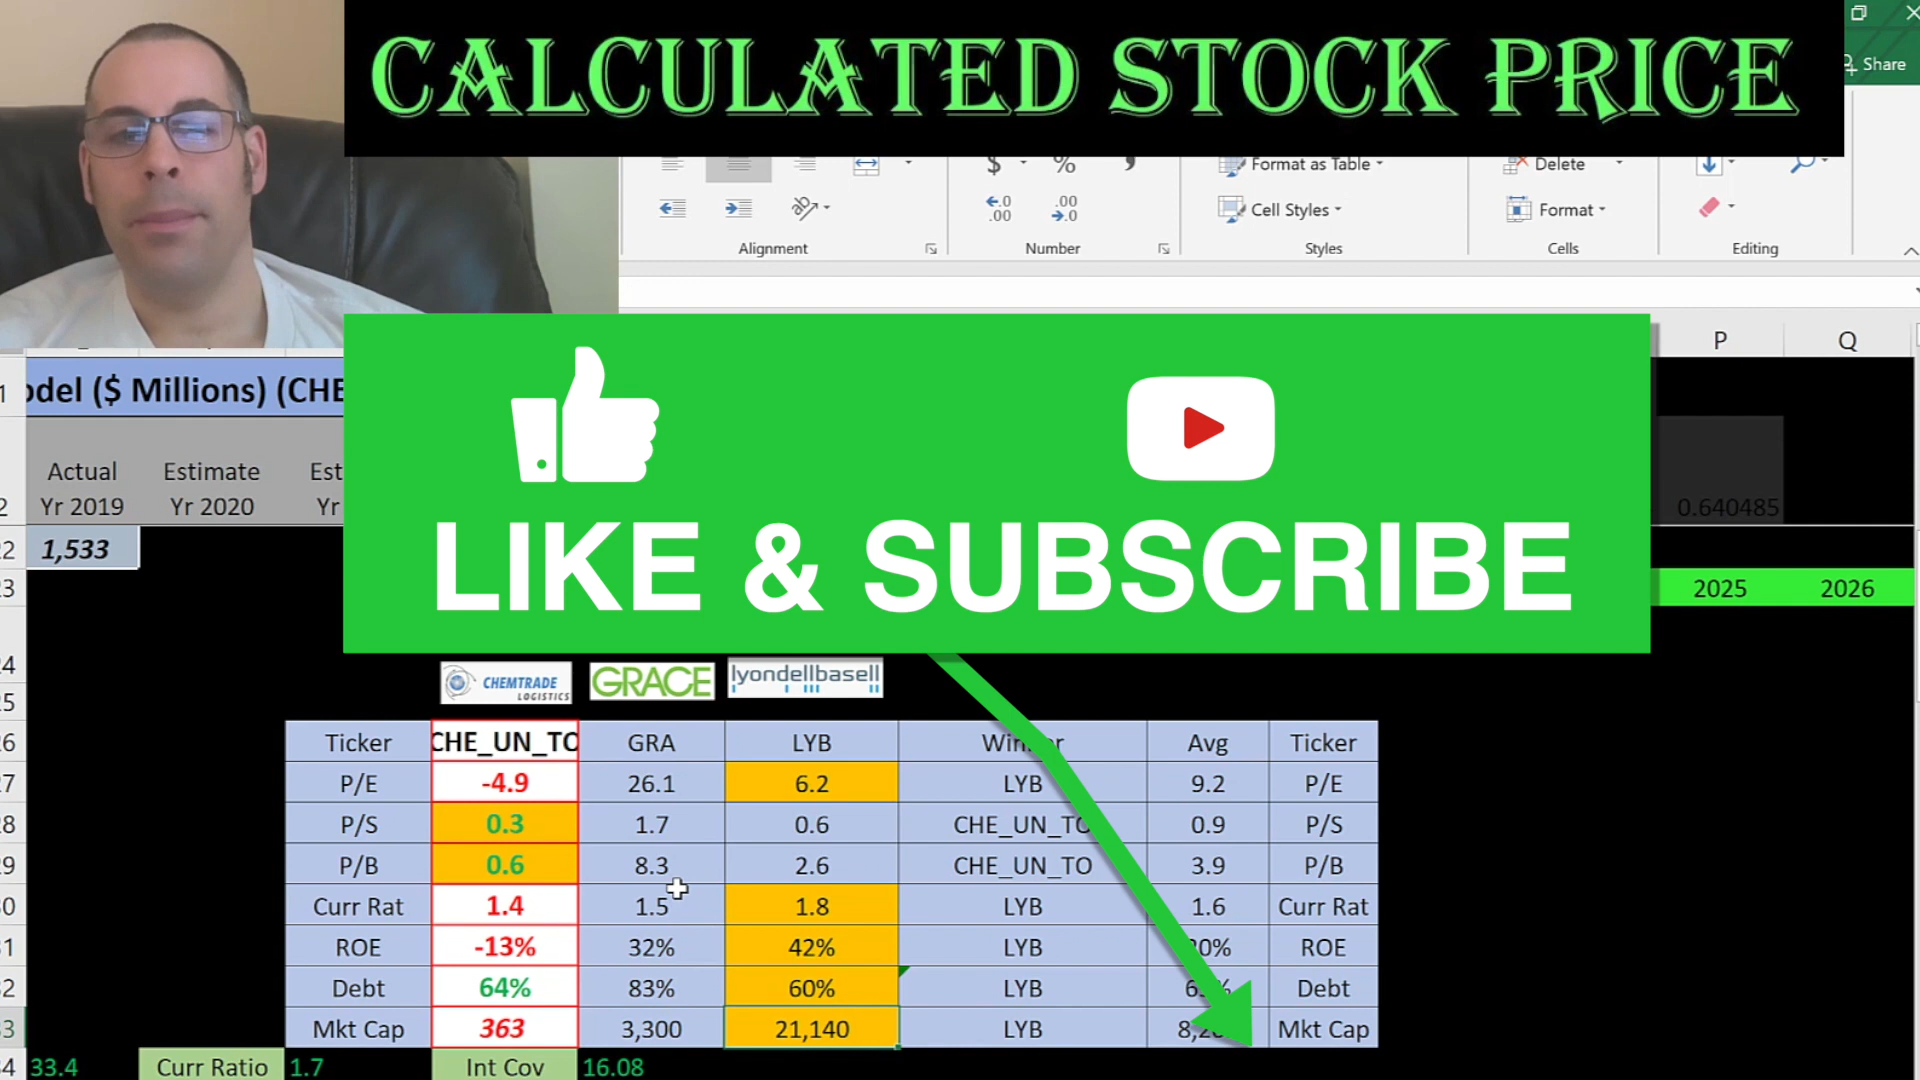 CALCULATED STOCK PRICE
Share
Format as Table
Delete
Cell Styles
Format
Alignment
Number
Styles
Cells
Editing
P Q
odel ($ Millions) (CHE
Actual Estimate Est
Yr 2019 Yr 2020 Yr
0.640485
1,533
2025 2026
LIKE & SUBSCRIBE
CHEMTRADE LOGISTICS GRACE lyondellbasell
Ticker CHE_UN_TO GRA LYB Avg Ticker
P/E -4.9 26.1 6.2 LYB 9.2 P/E
P/S 0.3 1.7 0.6 CHE_UN_TO 0.9 P/S
P/B 0.6 8.3 2.6 CHE_UN_TO 3.9 P/B
Curr Rat 1.4 1.5 1.8 LYB 1.6 Curr Rat
ROE -13% 32% 42% LYB ROE
Debt 64% 83% 60% LYB Debt
Mkt Cap 363 3,300 21,140 LYB Mkt Cap
33.4 Curr Ratio 1.7 Int Cov 16.08